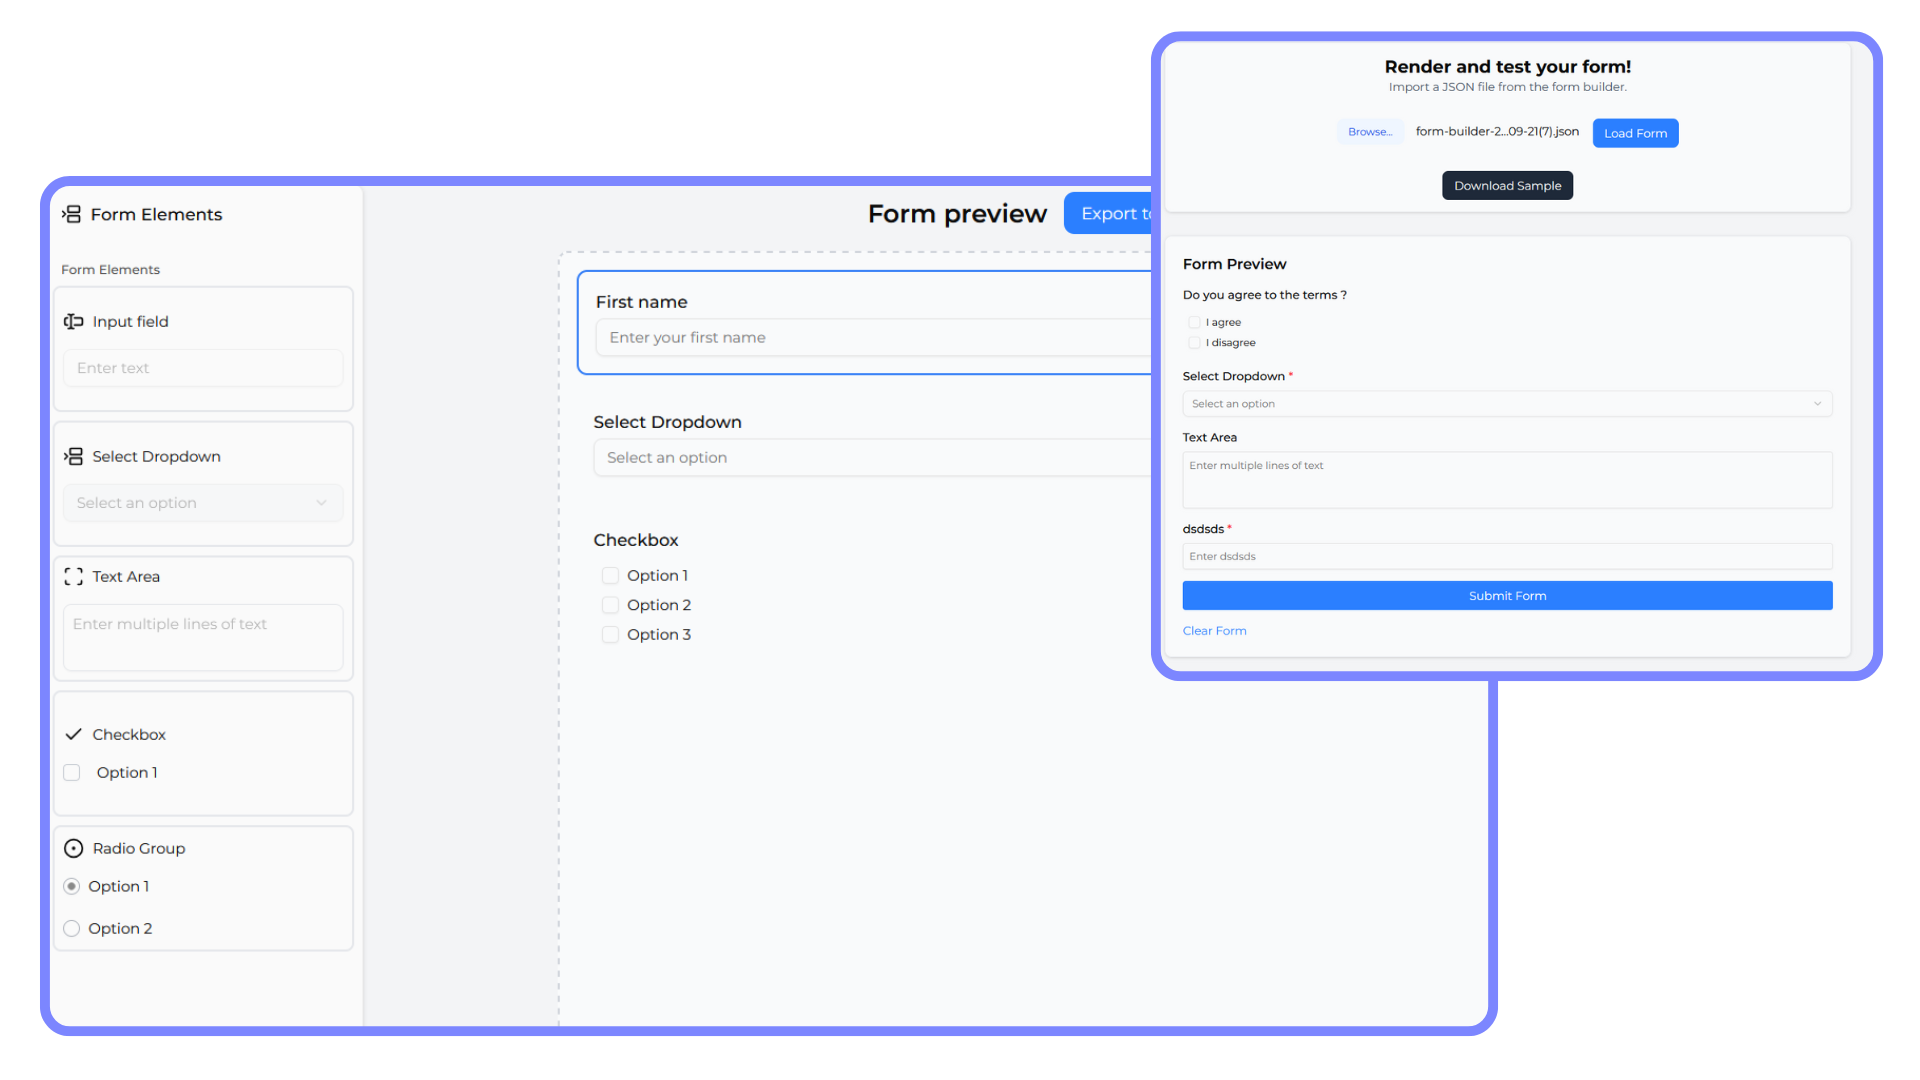 Form Elements
Form Elements
Input field
Enter text
Select Dropdown
Select an option
Text Area
Enter multiple lines of text
Checkbox
Option 1
Radio Group
Option 1
Option 2
Form preview
Export
First name
Enter your first name
Select Dropdown
Select an option
Checkbox
Option 1
Option 2
Option 3
Render and test your form!
Import a JSON file from the form builder.
Browse... form-builder-2...09-21(7).json Load Form
Download Sample
Form Preview
Do you agree to the terms ?
I agree
I disagree
Select Dropdown *
Select an option
Text Area
Enter multiple lines of text
dsdsds *
Enter dsdsds
Submit Form
Clear Form